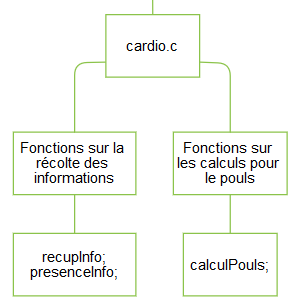 cardio.c
Fonctions sur la
récolte des
informations
Fonctions sur
les calculs pour
le pouls
recupInfo;
presenceInfo;
calculPouls;